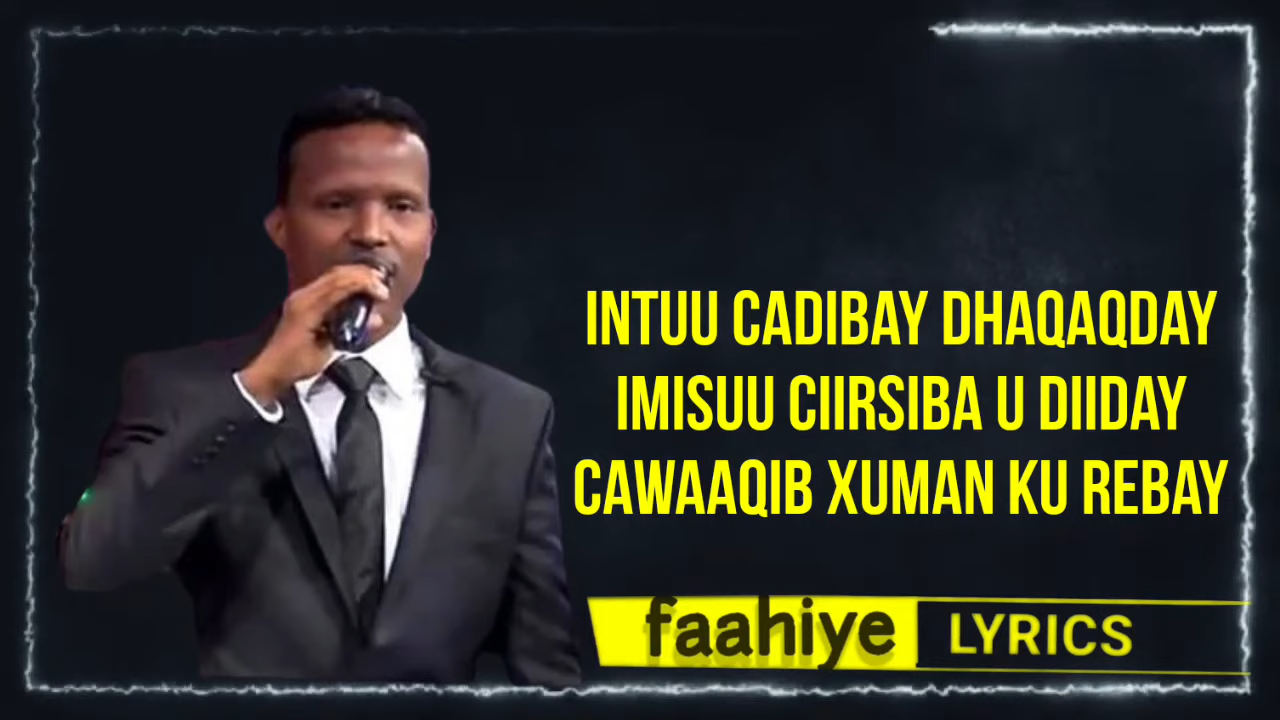 INTUU CADIBAY DHAQAQDAY
IMISUU CIIRSIBA U DIIDAY
CAWAAQIB XUMAN KU REBAY
faahiye LYRICS